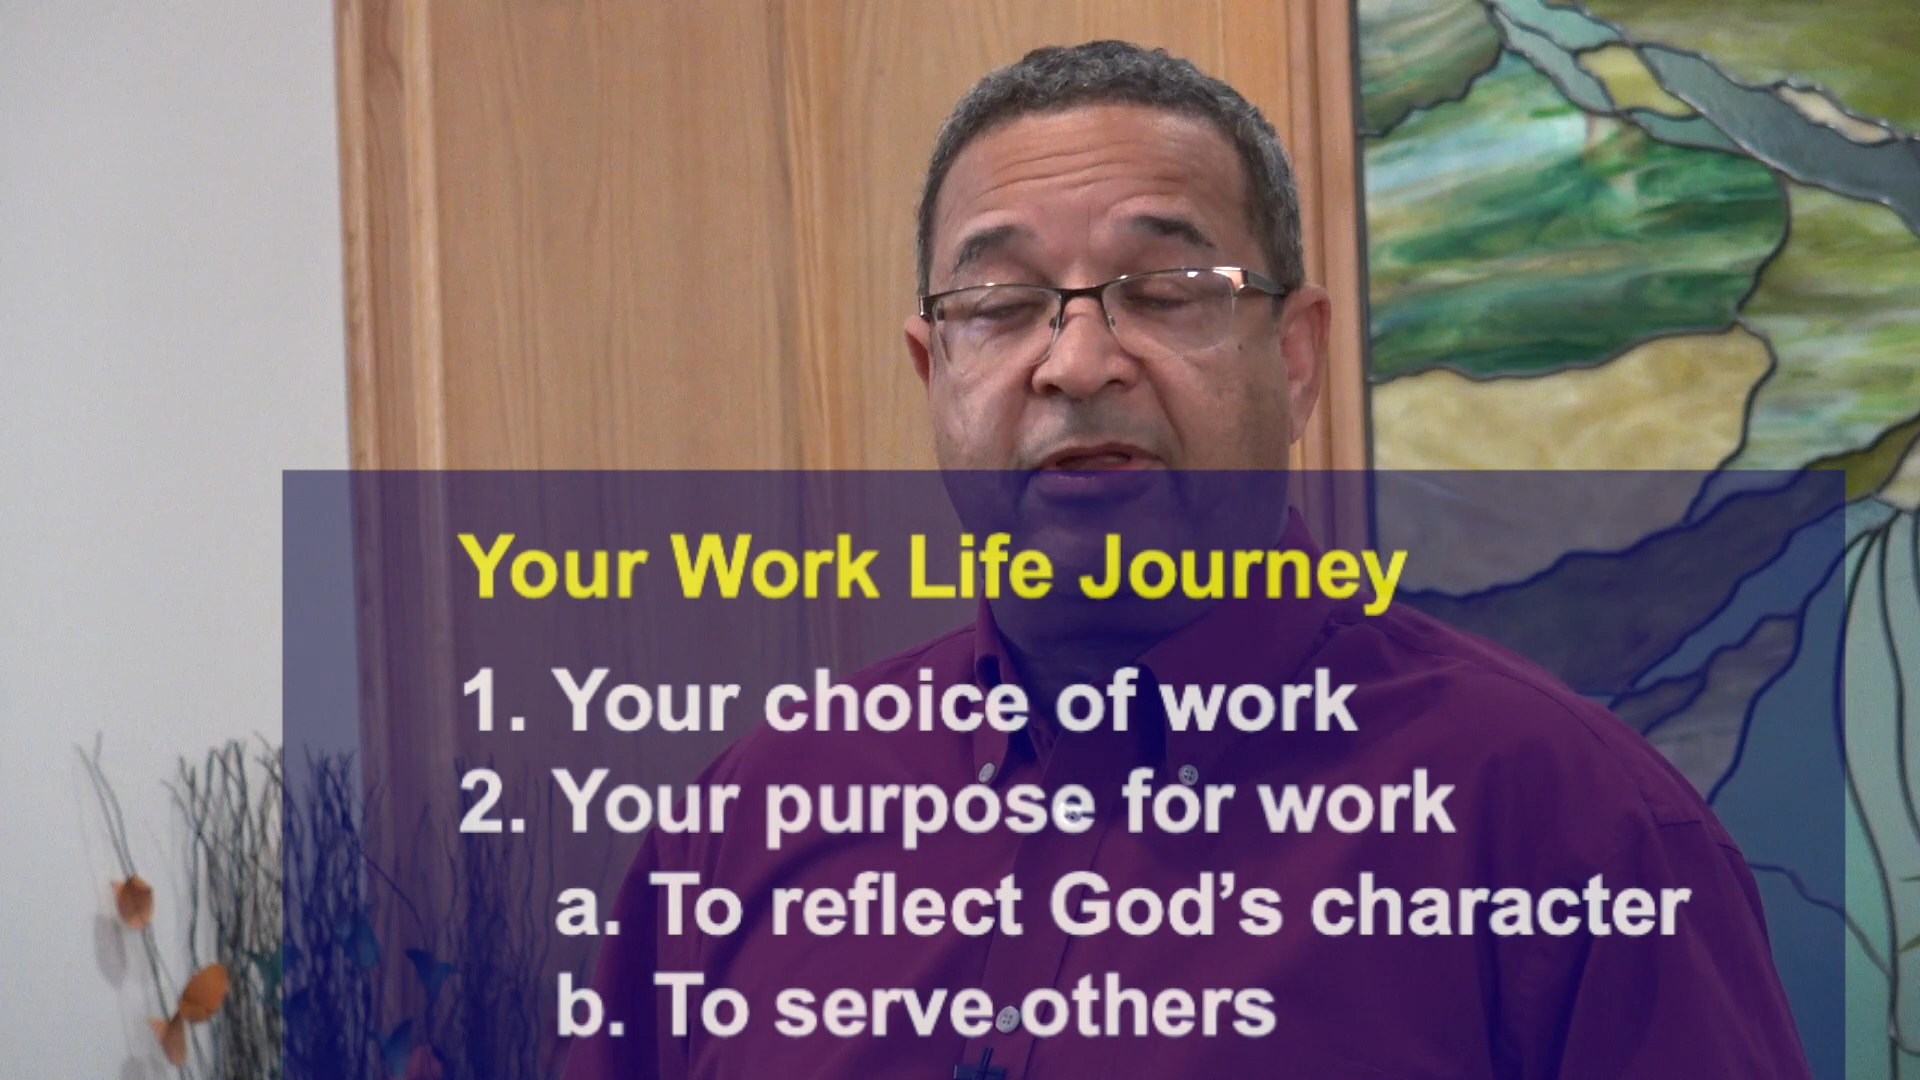 Your Work Life Journey
1. Your choice of work
2. Your purpose for work
a. To reflect God’s character
b. To serve others